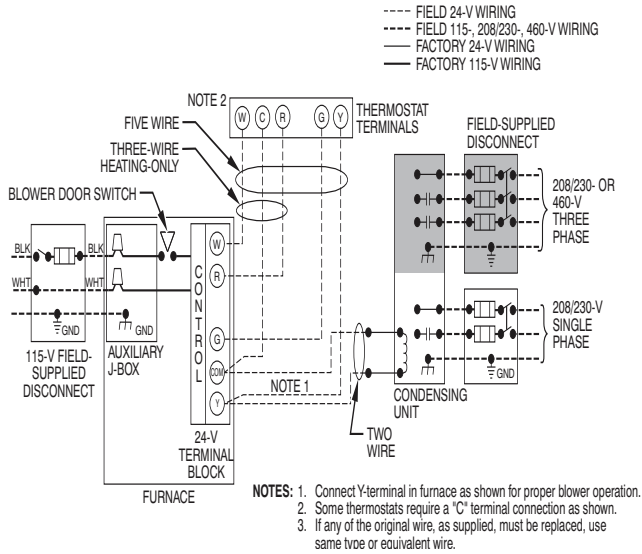 FIELD 24-V WIRING
FIELD 115-, 208/230-, 460-V WIRING
FACTORY 24-V WIRING
FACTORY 115-V WIRING
NOTE 2
W C R G Y
THERMOSTAT
TERMINALS
FIVE WIRE
THREE-WIRE
HEATING-ONLY
FIELD-SUPPLIED
DISCONNECT
BLOWER DOOR SWITCH
208/230- OR
460-V
THREE
PHASE
BLK
BLK
WHT
WHT
GND
GND
CONTROL
W
R
G
COM
Y
NOTE 1
115-V FIELD-
SUPPLIED
DISCONNECT
AUXILIARY
J-BOX
24-V
TERMINAL
BLOCK
FURNACE
TWO
WIRE
CONDENSING
UNIT
GND
208/230-V
SINGLE
PHASE
NOTES: 1. Connect Y-terminal in furnace as shown for proper blower operation.
2. Some thermostats require a "C" terminal connection as shown.
3. If any of the original wire, as supplied, must be replaced, use
same type or equivalent wire.